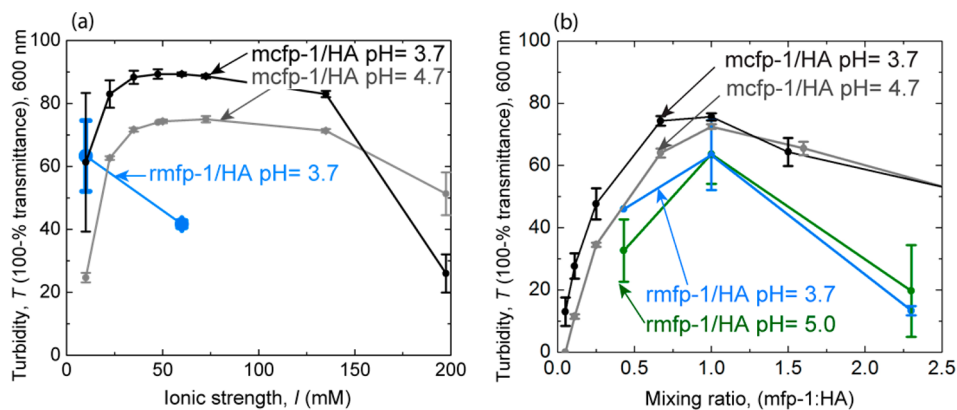 (a)
Turbidity, T (100-% transmittance), 600 nm
100
80
60
40
20
0
mcfp-1/HA pH= 3.7
mcfp-1/HA pH= 4.7
rmfp-1/HA pH= 3.7
0 25 50 75 100 125 150 175 200
Ionic strength, I (mM)
(b)
Turbidity, T (100-% transmittance), 600 nm
100
80
60
40
20
0
mcfp-1/HA pH= 3.7
mcfp-1/HA pH= 4.7
rmfp-1/HA pH= 3.7
rmfp-1/HA pH= 5.0
0.0 0.5 1.0 1.5 2.0 2.5
Mixing ratio, (mfp-1:HA)